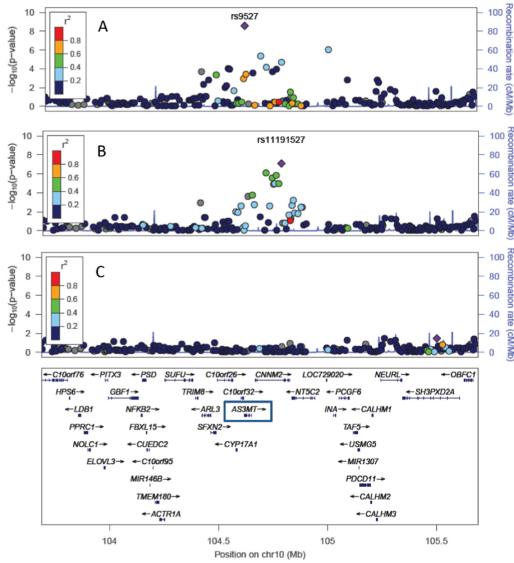 A
rs9527
−log10(p−value)
Recombination rate (cM/Mb)
r²
0.8
0.6
0.4
0.2
10
8
6
4
2
0
100
80
60
40
20
0
B
rs11191527
−log10(p−value)
Recombination rate (cM/Mb)
r²
0.8
0.6
0.4
0.2
10
8
6
4
2
0
100
80
60
40
20
0
C
−log10(p−value)
Recombination rate (cM/Mb)
r²
0.8
0.6
0.4
0.2
10
8
6
4
2
0
100
80
60
40
20
0
←C10orf76 ←PITX3 ←PSD SUFU→ C10orf26→ CNNM2→ LOC729020→ NEURL→ OBFC1
HPS6→ GBF1→ TRIM8→ C10orf32→ ←NT5C2 ←PCGF6 ←SH3PXD2A
←LDB1 NFKB2→ ←ARL3 AS3MT→ INA→ ←CALHM1
PPRC1→ FBXL15→ SFXN2→ TAF5→
NOLC1→ ←CUEDC2 ←CYP17A1 ←USMG5
ELOVL3→ ←C10orf95 ←MIR1307
MIR146B→ PDCD11→
TMEM180→ ←CALHM2
←ACTR1A ←CALHM3
104 104.5 105 105.5
Position on chr10 (Mb)